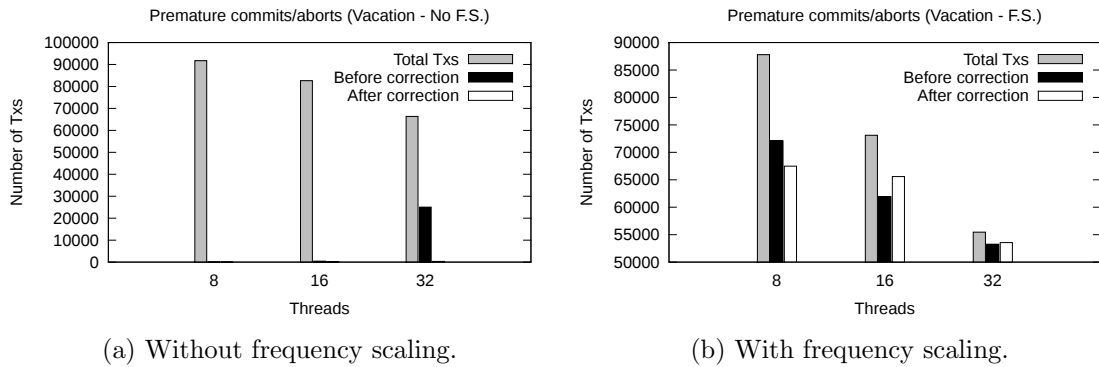 Premature commits/aborts (Vacation - No F.S.)
100000
90000
80000
70000
60000
50000
40000
30000
20000
10000
0
Number of Txs
Total Txs
Before correction
After correction
8 16 32
Threads
(a) Without frequency scaling.
Premature commits/aborts (Vacation - F.S.)
90000
85000
80000
75000
70000
65000
60000
55000
50000
Number of Txs
Total Txs
Before correction
After correction
8 16 32
Threads
(b) With frequency scaling.